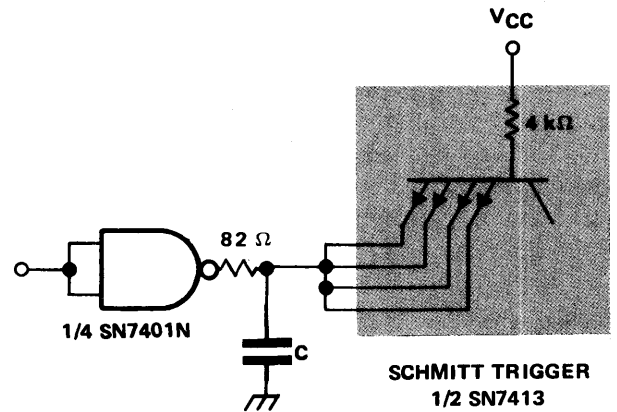 VCC
4 kΩ
82 Ω
1/4 SN7401N
C
SCHMITT TRIGGER
1/2 SN7413